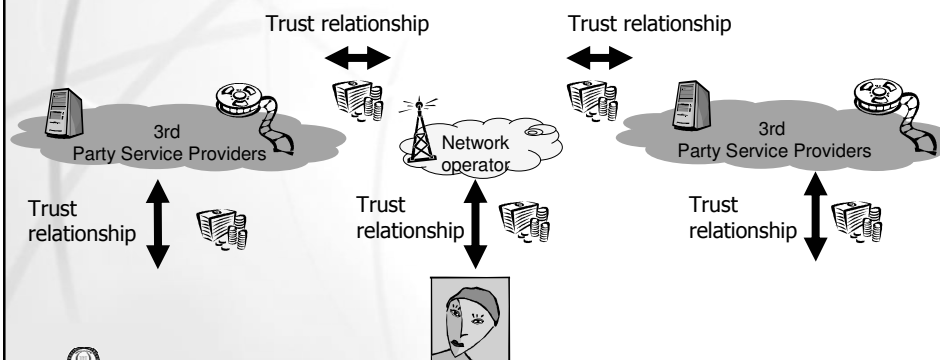 Trust relationship
Trust relationship
3rd
Party Service Providers
Network
operator
3rd
Party Service Providers
Trust
relationship
Trust
relationship
Trust
relationship